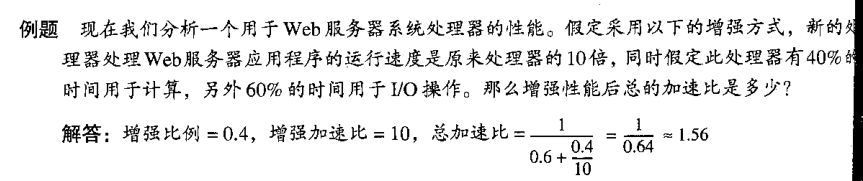 例题 现在我们分析一个用于Web服务器系统处理器的性能。假定采用以下的增强方式，新的处
理器处理Web服务器应用程序的运行速度是原来处理器的10倍，同时假定此处理器有40%的
时间用于计算，另外60%的时间用于I/O操作。那么增强性能后总的加速比是多少？
解答：增强比例 = 0.4，增强加速比 = 10，总加速比 = 1/(0.6 + 0.4/10) = 1/0.64 ≈ 1.56